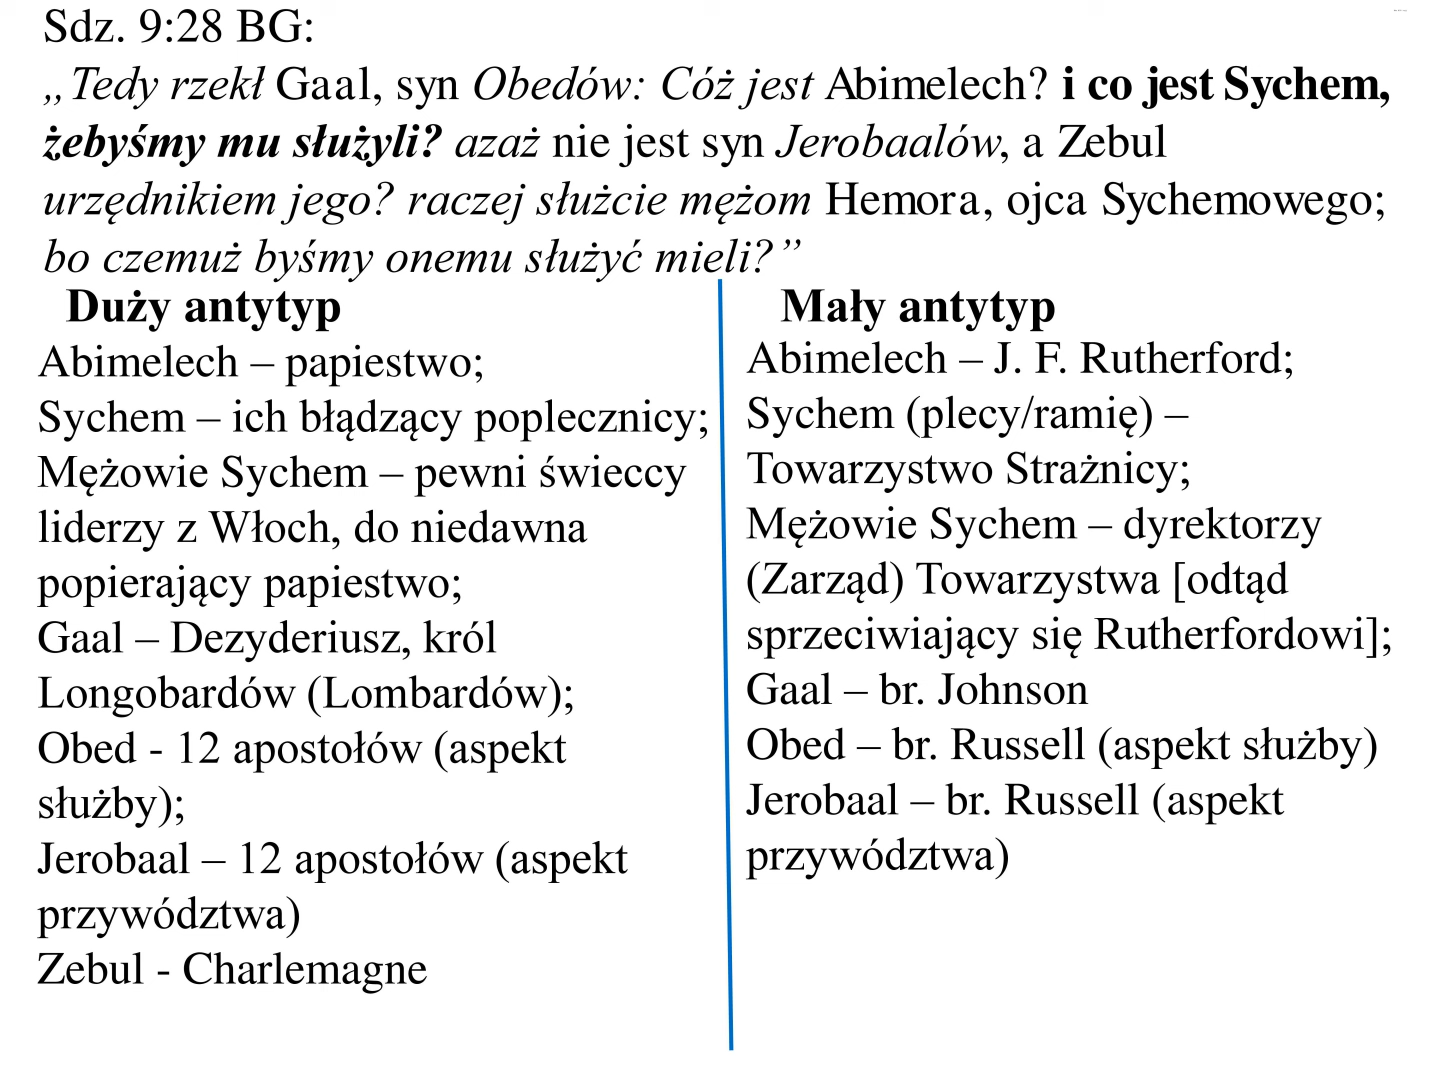 Sdz. 9:28 BG:
„Tedy rzekł Gaal, syn Obedów: Cóż jest Abimelech? i co jest Sychem,
żebyśmy mu służyli? azaż nie jest syn Jerobaalów, a Zebul
urzędnikiem jego? raczej służcie mężom Hemora, ojca Sychemowego;
bo czemuż byśmy onemu służyć mieli?”
Duży antytyp
Abimelech – papiestwo;
Sychem – ich błądzący poplecznicy;
Mężowie Sychem – pewni świeccy
liderzy z Włoch, do niedawna
popierający papiestwo;
Gaal – Dezyderiusz, król
Longobardów (Lombardów);
Obed - 12 apostołów (aspekt
służby);
Jerobaal – 12 apostołów (aspekt
przywództwa)
Zebul - Charlemagne
Mały antytyp
Abimelech – J. F. Rutherford;
Sychem (plecy/ramię) –
Towarzystwo Strażnicy;
Mężowie Sychem – dyrektorzy
(Zarząd) Towarzystwa [odtąd
sprzeciwiający się Rutherfordowi];
Gaal – br. Johnson
Obed – br. Russell (aspekt służby)
Jerobaal – br. Russell (aspekt
przywództwa)